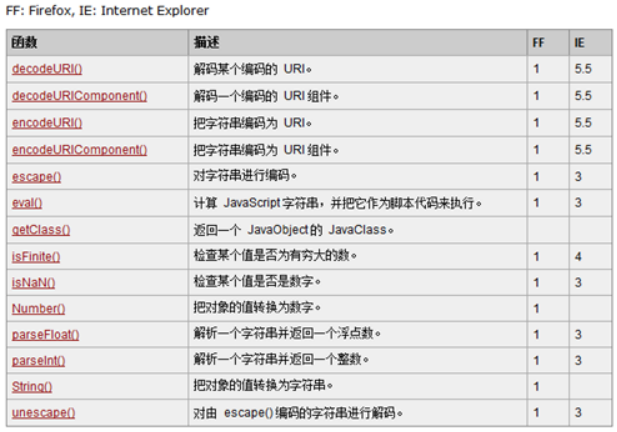 FF: Firefox, IE: Internet Explorer
函数 描述 FF IE
decodeURI() 解码某个编码的 URI。 1 5.5
decodeURIComponent() 解码一个编码的 URI 组件。 1 5.5
encodeURI() 把字符串编码为 URI。 1 5.5
encodeURIComponent() 把字符串编码为 URI 组件。 1 5.5
escape() 对字符串进行编码。 1 3
eval() 计算 JavaScript 字符串，并把它作为脚本代码来执行。 1 3
getClass() 返回一个 JavaObject 的 JavaClass。
isFinite() 检查某个值是否为有穷大的数。 1 4
isNaN() 检查某个值是否是数字。 1 3
Number() 把对象的值转换为数字。 1
parseFloat() 解析一个字符串并返回一个浮点数。 1 3
parseInt() 解析一个字符串并返回一个整数。 1 3
String() 把对象的值转换为字符串。 1
unescape() 对由 escape() 编码的字符串进行解码。 1 3